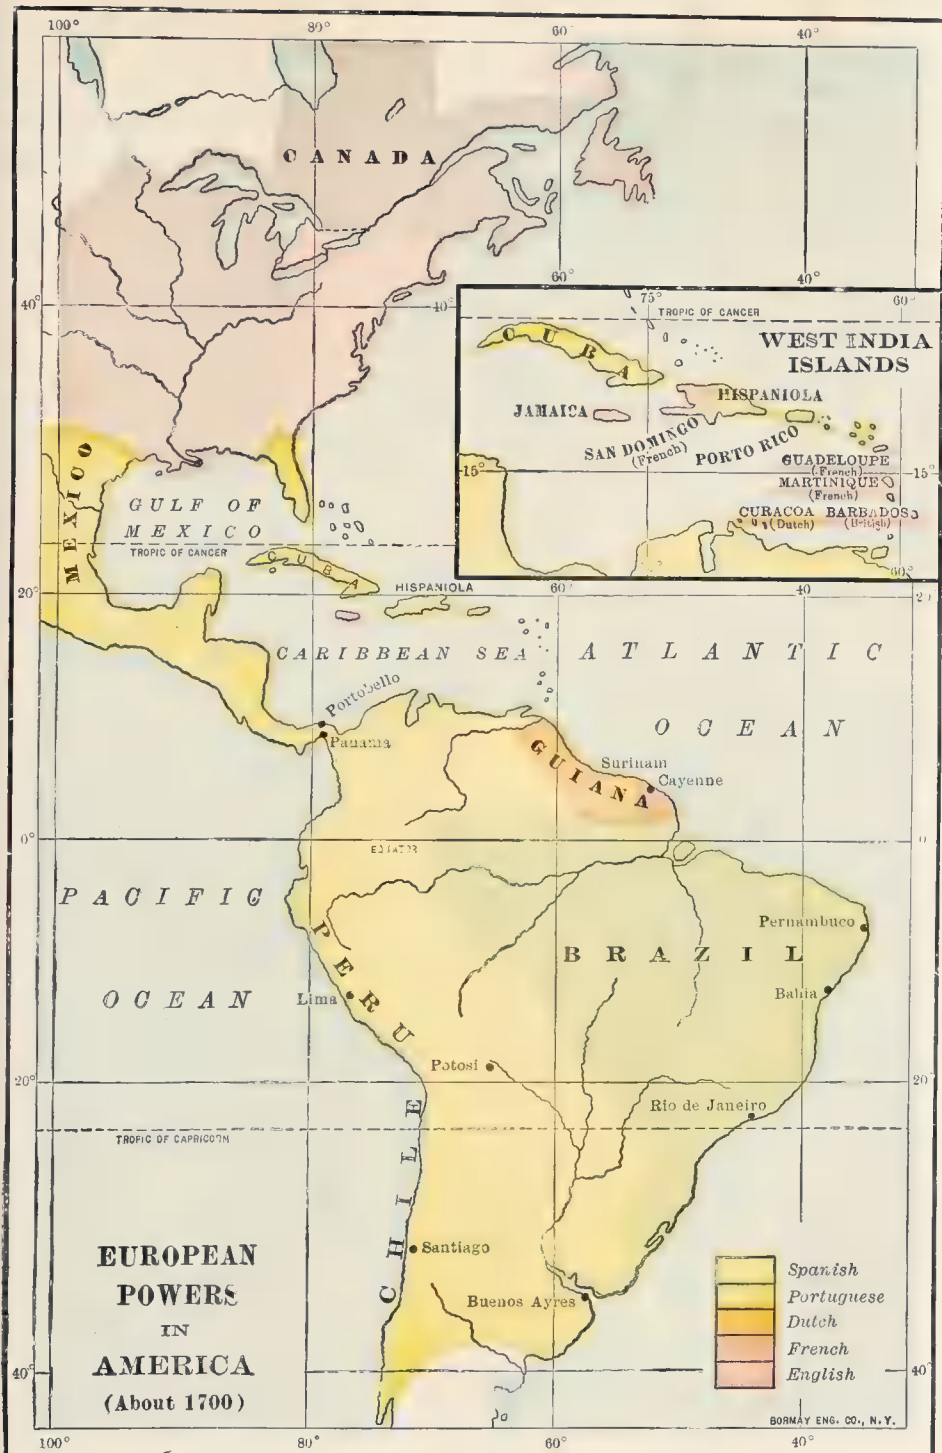 100°
80°
60°
40°
CANADA
60°
40°
40°
40°
75°
60°
TROPIC OF CANCER
WEST INDIA
ISLANDS
CUBA
HISPANIOLA
JAMAICA
SAN DOMINGO
(French)
PORTO RICO
15°
15°
GUADELOUPE
(French)
MARTINIQUE
(French)
CURACOA BARBADOS
(Dutch) (British)
60°
MEXICO
GULF OF
MEXICO
TROPIC OF CANCER
CUBA
HISPANIOLA
20°
60°
40
20
CARIBBEAN SEA
ATLANTIC
OCEAN
Portobello
Panama
GUIANA
Surinam
Cayenne
0°
0°
EQUATOR
PACIFIC
OCEAN
PERU
Lima
BRAZIL
Pernambuco
Bahia
Potosi
20°
20°
Rio de Janeiro
TROPIC OF CAPRICORN
CHILE
Santiago
Buenos Ayres
EUROPEAN
POWERS
IN
AMERICA
(About 1700)
Spanish
Portuguese
Dutch
French
English
40°
40°
BORMAY ENG. CO., N.Y.
100°
80°
60°
40°